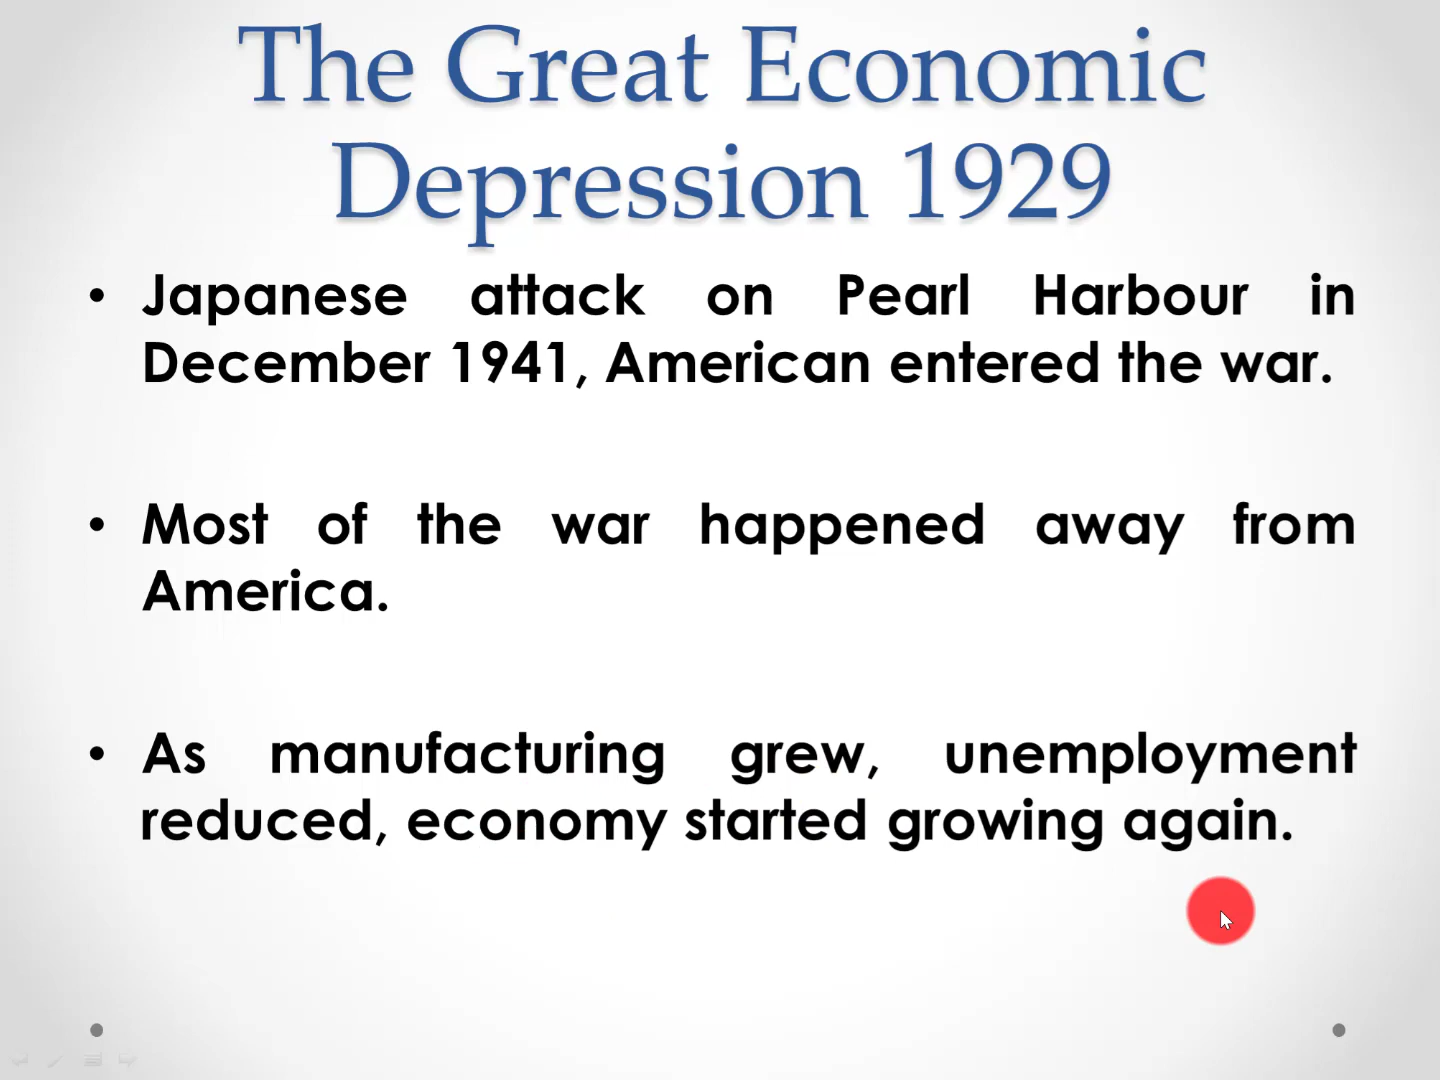 The Great Economic
Depression 1929
• Japanese attack on Pearl Harbour in
December 1941, American entered the war.
• Most of the war happened away from
America.
• As manufacturing grew, unemployment
reduced, economy started growing again.